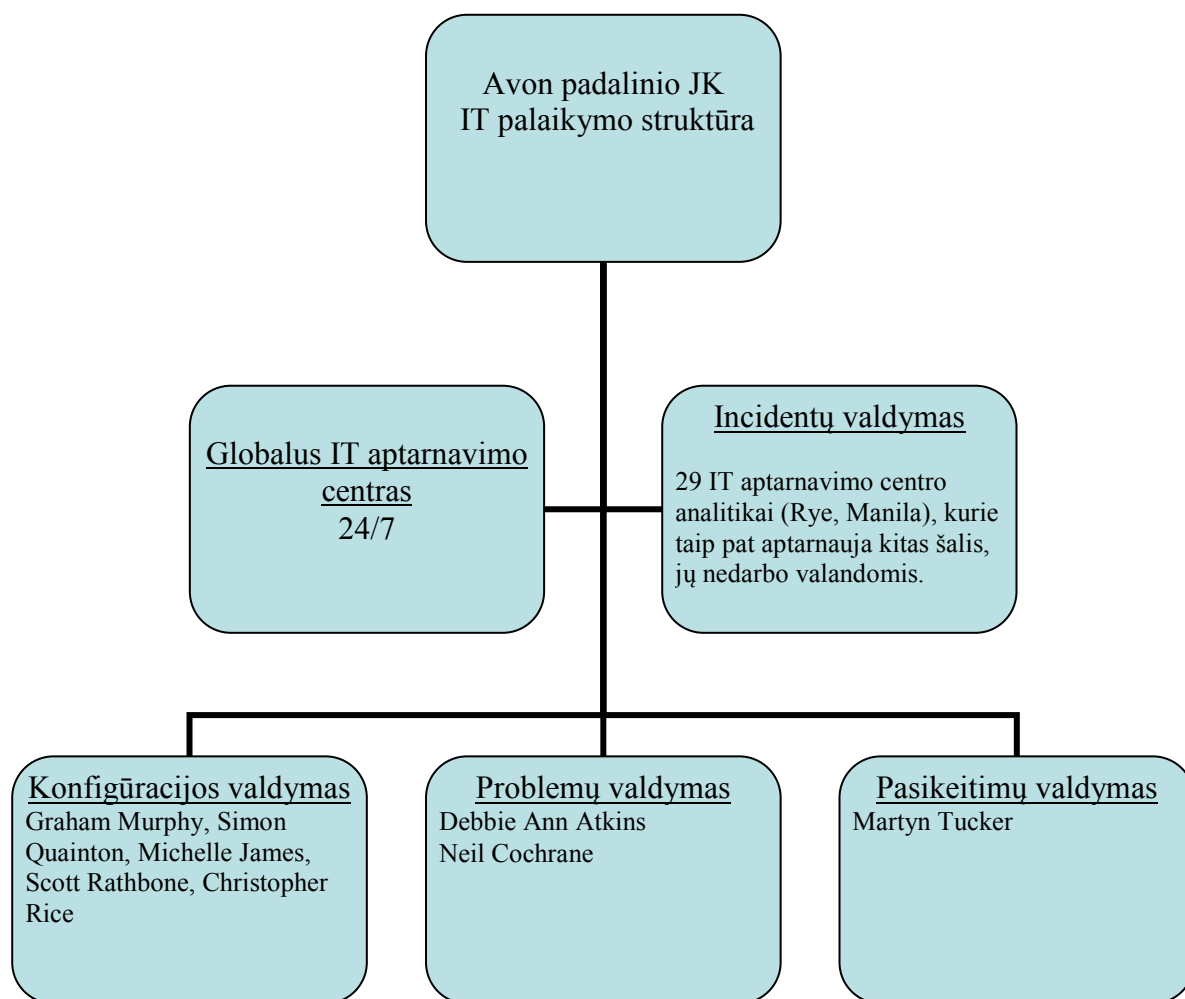 Avon padalinio JK
IT palaikymo struktūra
Globalus IT aptarnavimo
centras
24/7
Incidentų valdymas
29 IT aptarnavimo centro
analitikai (Rye, Manila), kurie
taip pat aptarnauja kitas šalis,
jų nedarbo valandomis.
Konfigūracijos valdymas
Graham Murphy, Simon
Quainton, Michelle James,
Scott Rathbone, Christopher
Rice
Problemų valdymas
Debbie Ann Atkins
Neil Cochrane
Pasikeitimų valdymas
Martyn Tucker